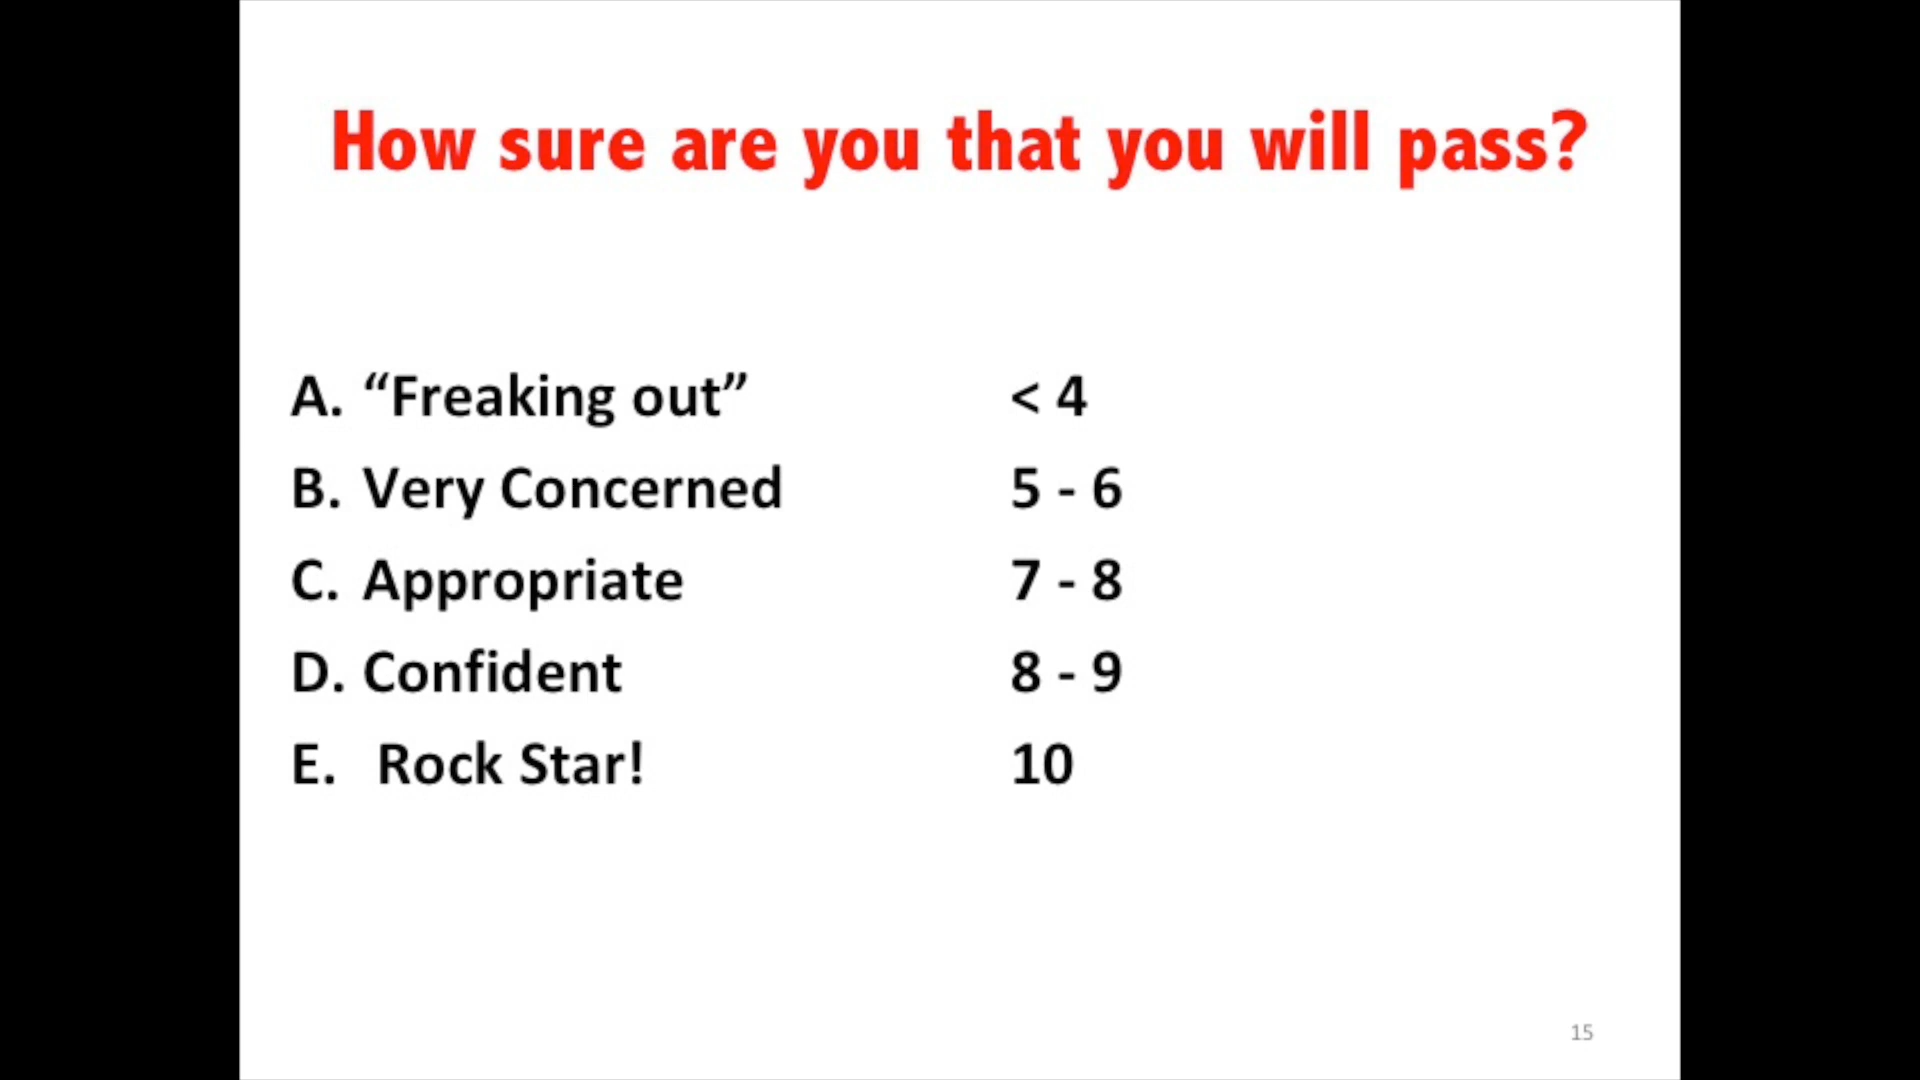 How sure are you that you will pass?
A. “Freaking out” < 4
B. Very Concerned 5 - 6
C. Appropriate 7 - 8
D. Confident 8 - 9
E. Rock Star! 10
15